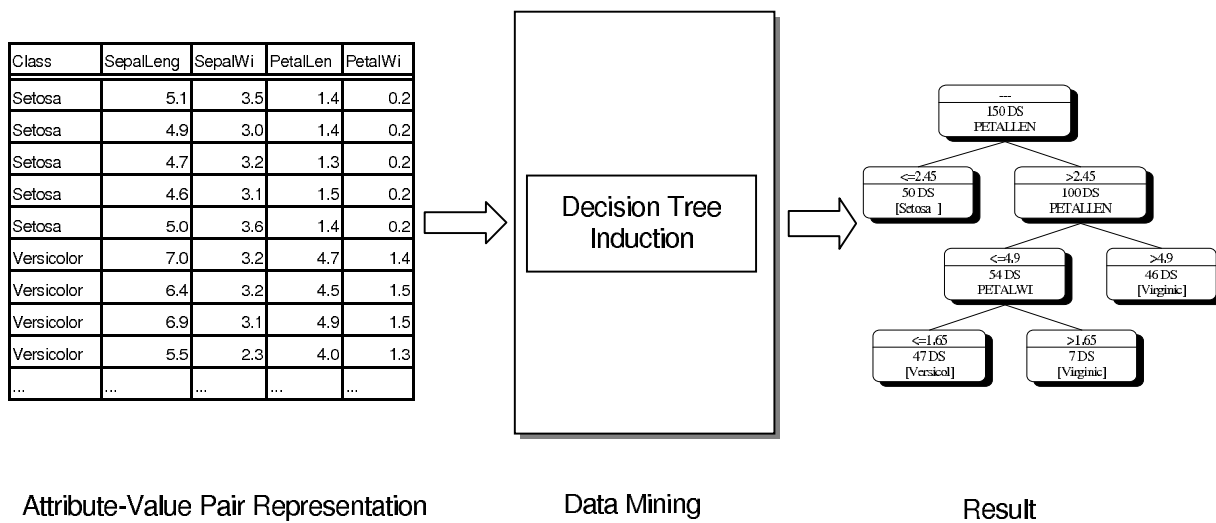 Class SepalLeng SepalWi PetalLen PetalWi
Setosa 5.1 3.5 1.4 0.2
Setosa 4.9 3.0 1.4 0.2
Setosa 4.7 3.2 1.3 0.2
Setosa 4.6 3.1 1.5 0.2
Setosa 5.0 3.6 1.4 0.2
Versicolor 7.0 3.2 4.7 1.4
Versicolor 6.4 3.2 4.5 1.5
Versicolor 6.9 3.1 4.9 1.5
Versicolor 5.5 2.3 4.0 1.3
... ... ... ... ...
Decision Tree
Induction
---
150 DS
PETALLEN
<=2.45
50 DS
[Setosa ]
>2.45
100 DS
PETALLEN
<=4.9
54 DS
PETALWI
>4.9
46 DS
[Virginic]
<=1.65
47 DS
[Versicol]
>1.65
7 DS
[Virginic]
Attribute-Value Pair Representation
Data Mining
Result